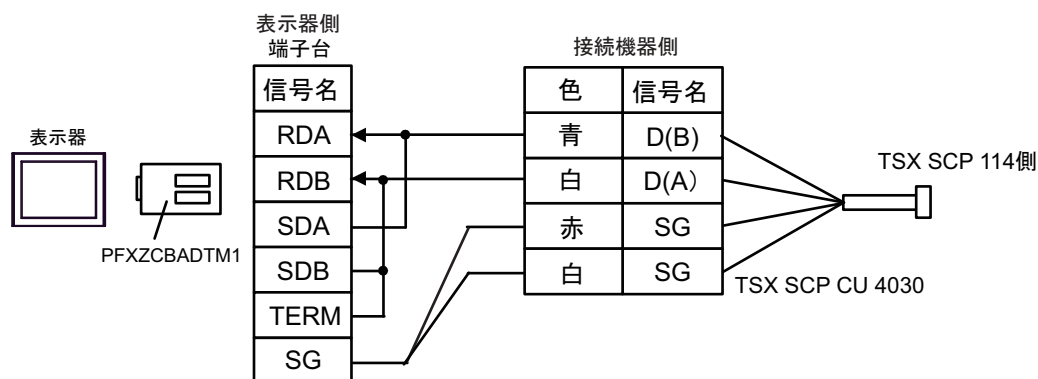 表示器
PFXZCBADTM1
表示器側
端子台
信号名
RDA
RDB
SDA
SDB
TERM
SG
接続機器側
色 信号名
青 D(B)
白 D(A）
赤 SG
白 SG
TSX SCP 114側
TSX SCP CU 4030